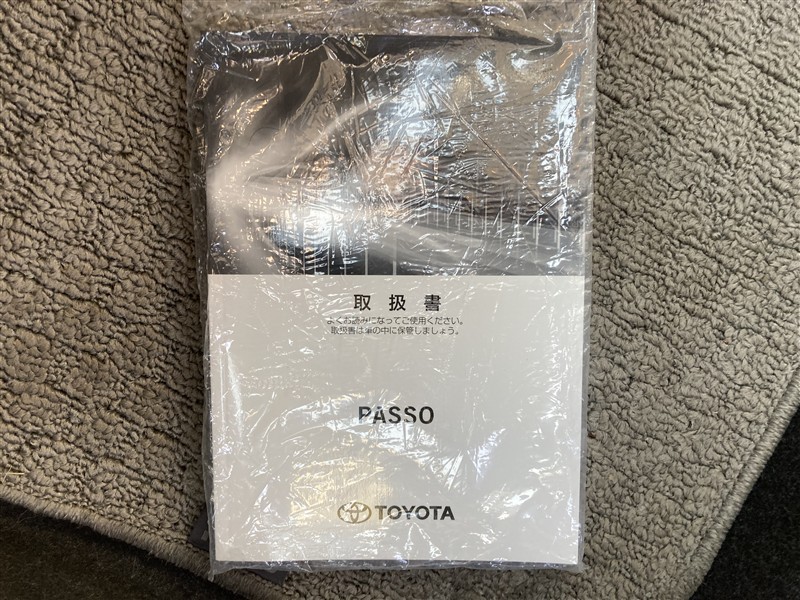 取扱書
よくお読みになってご使用ください。
取扱書は車の中に保管しましょう。
PASSO
TOYOTA